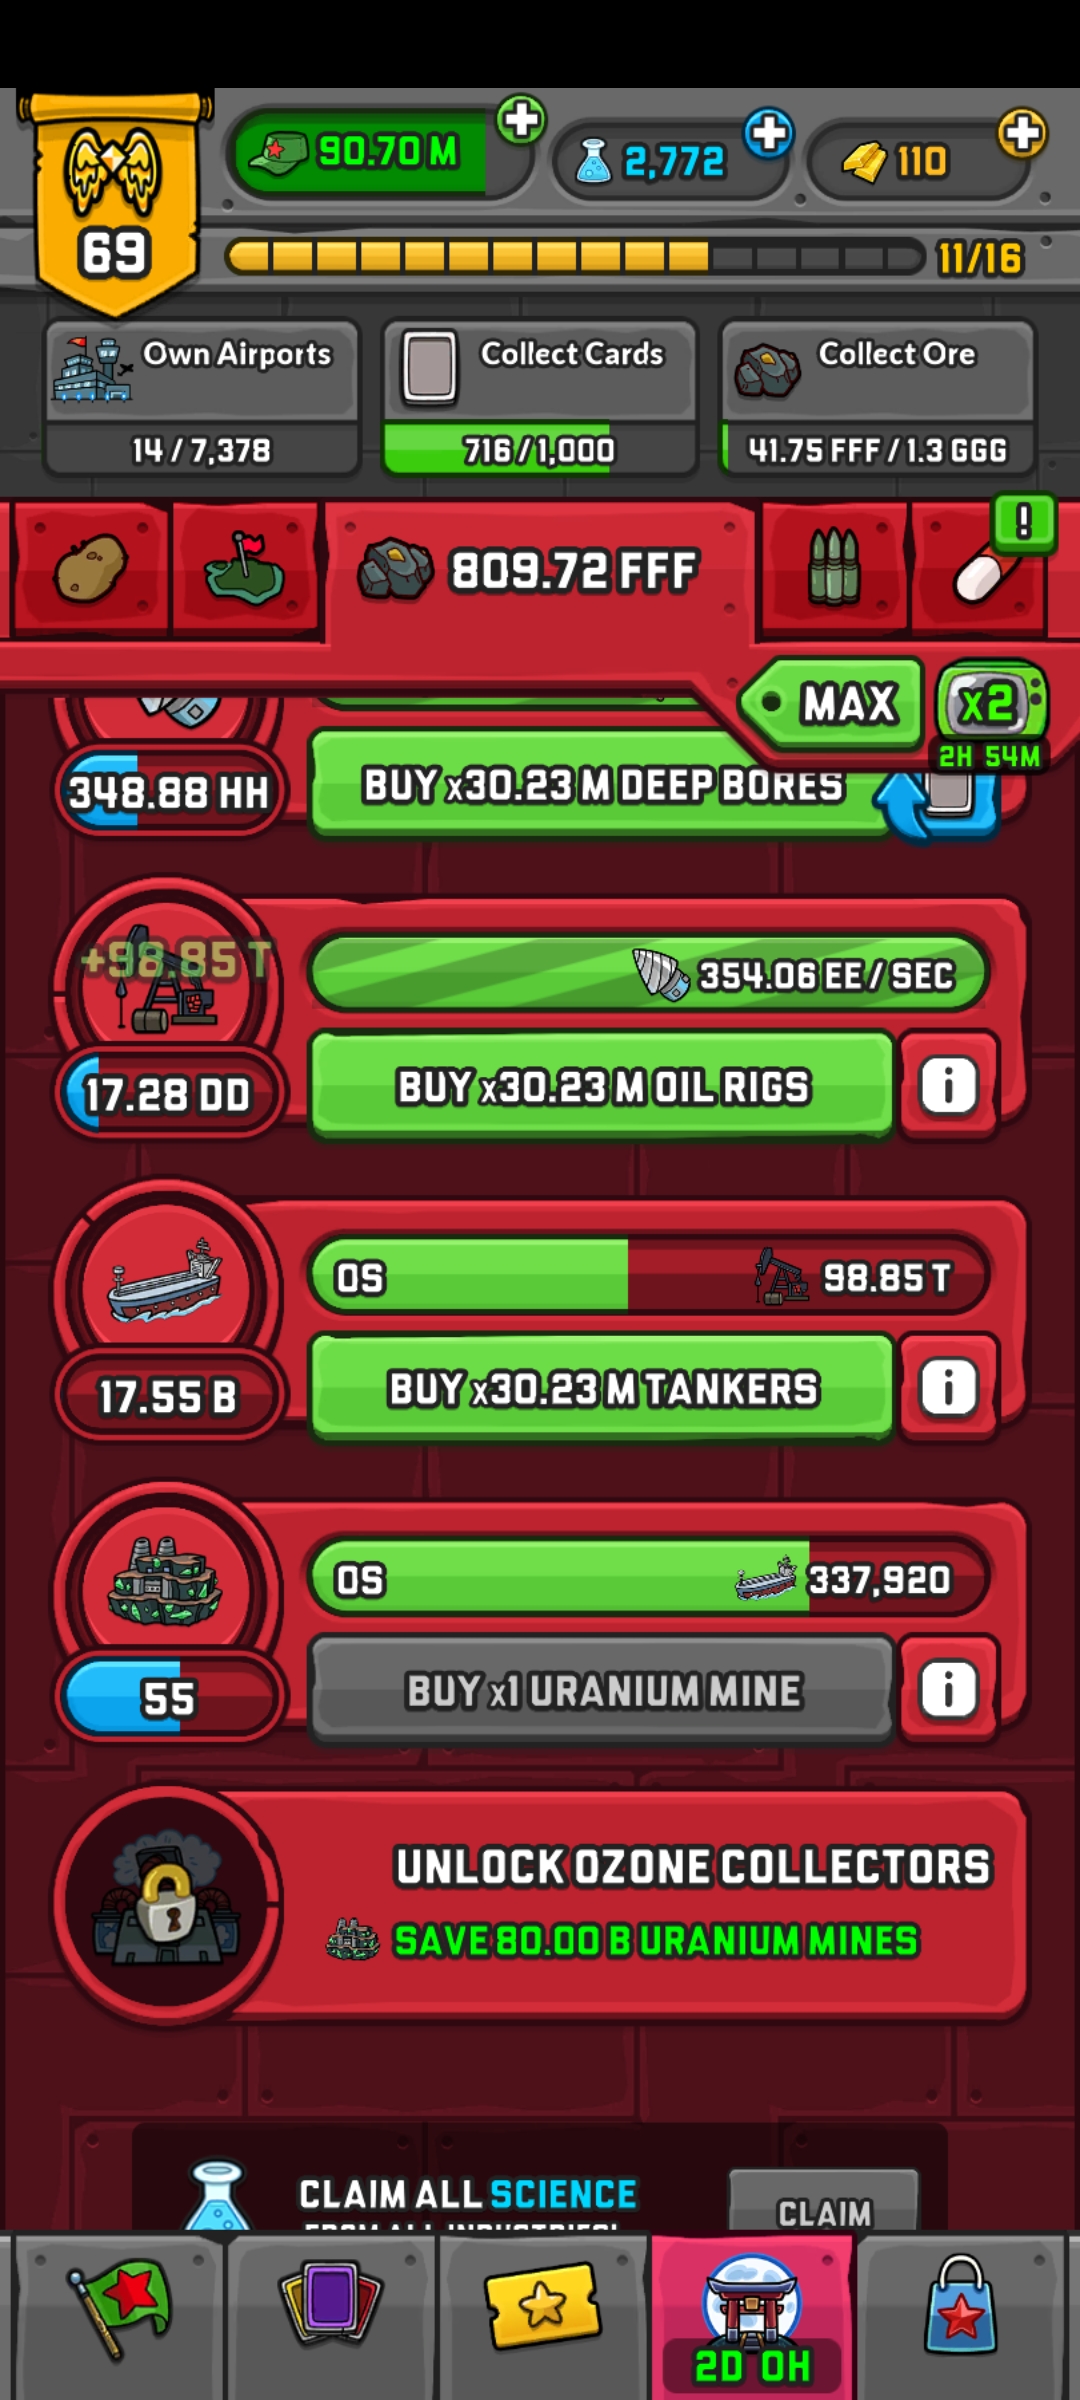 90.70 M
2,772
110
69
11/16
Own Airports
Collect Cards
Collect Ore
14 / 7,378
716 / 1,000
41.75 FFF / 1.3 GGG
809.72 FFF
!
MAX
x2
2H 54M
348.88 HH
BUY x30.23 M DEEP BORES
+98.85 T
354.06 EE / SEC
17.28 DD
BUY x30.23 M OIL RIGS
i
0S
98.85 T
17.55 B
BUY x30.23 M TANKERS
i
0S
337,920
55
BUY x1 URANIUM MINE
i
UNLOCK OZONE COLLECTORS
SAVE 80.00 B URANIUM MINES
CLAIM ALL SCIENCE
FROM ALL INDUSTRIES!
CLAIM
2D 0H